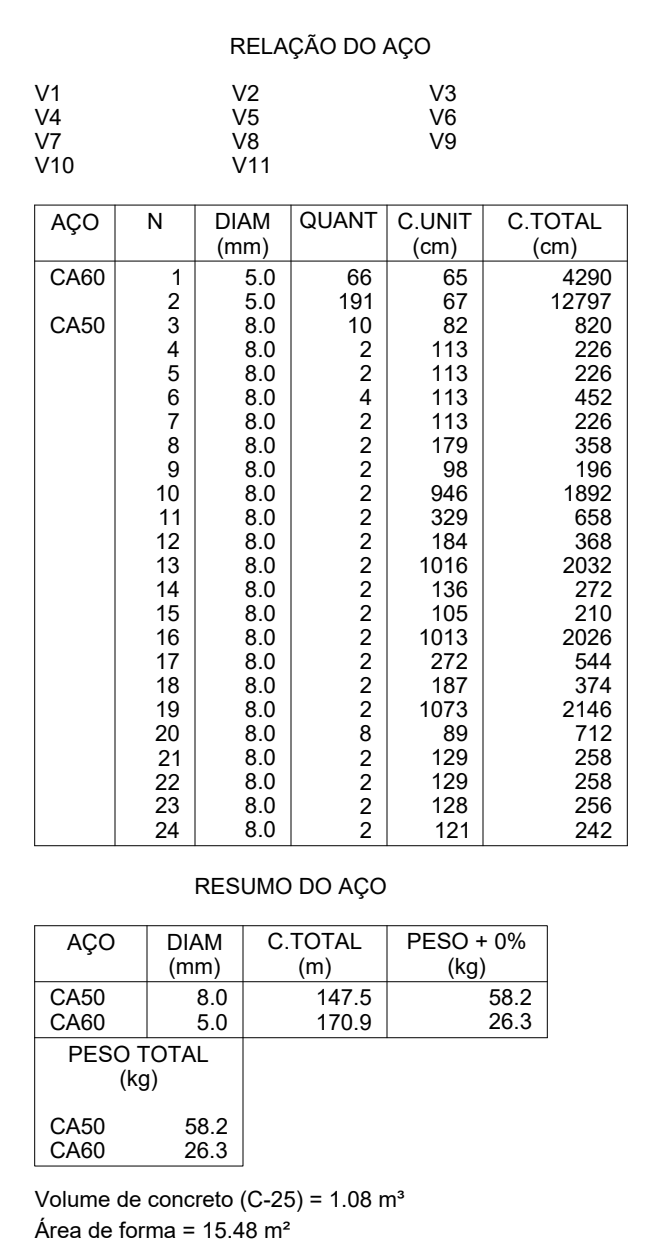 RELAÇÃO DO AÇO
V1 V2 V3
V4 V5 V6
V7 V8 V9
V10 V11
AÇO N DIAM QUANT C.UNIT C.TOTAL
(mm) (cm) (cm)
CA60 1 5.0 66 65 4290
2 5.0 191 67 12797
CA50 3 8.0 10 82 820
4 8.0 2 113 226
5 8.0 2 113 226
6 8.0 4 113 452
7 8.0 2 113 226
8 8.0 2 179 358
9 8.0 2 98 196
10 8.0 2 946 1892
11 8.0 2 329 658
12 8.0 2 184 368
13 8.0 2 1016 2032
14 8.0 2 136 272
15 8.0 2 105 210
16 8.0 2 1013 2026
17 8.0 2 272 544
18 8.0 2 187 374
19 8.0 2 1073 2146
20 8.0 8 89 712
21 8.0 2 129 258
22 8.0 2 129 258
23 8.0 2 128 256
24 8.0 2 121 242
RESUMO DO AÇO
AÇO DIAM C.TOTAL PESO + 0%
(mm) (m) (kg)
CA50 8.0 147.5 58.2
CA60 5.0 170.9 26.3
PESO TOTAL
(kg)
CA50 58.2
CA60 26.3
Volume de concreto (C-25) = 1.08 m³
Área de forma = 15.48 m²